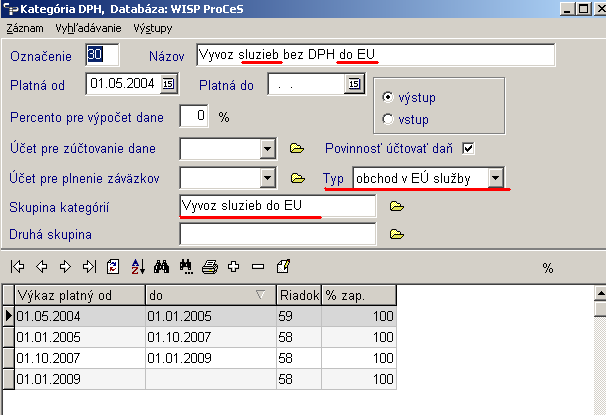 Kategória DPH, Databáza: WISP ProCeS
Záznam Vyhľadávanie Výstupy
Označenie 30 Názov Vyvoz sluzieb bez DPH do EU
Platná od 01.05.2004 15 Platná do . . 15
výstup
Percento pre výpočet dane 0 %
vstup
Účet pre zúčtovanie dane Povinnosť účtovať daň
Účet pre plnenie záväzkov Typ obchod v EÚ služby
Skupina kategórií Vyvoz sluzieb do EU
Druhá skupina
%
Výkaz platný od do Riadok % zap.
01.05.2004 01.01.2005 59 100
01.01.2005 01.10.2007 58 100
01.10.2007 01.01.2009 58 100
01.01.2009 58 100